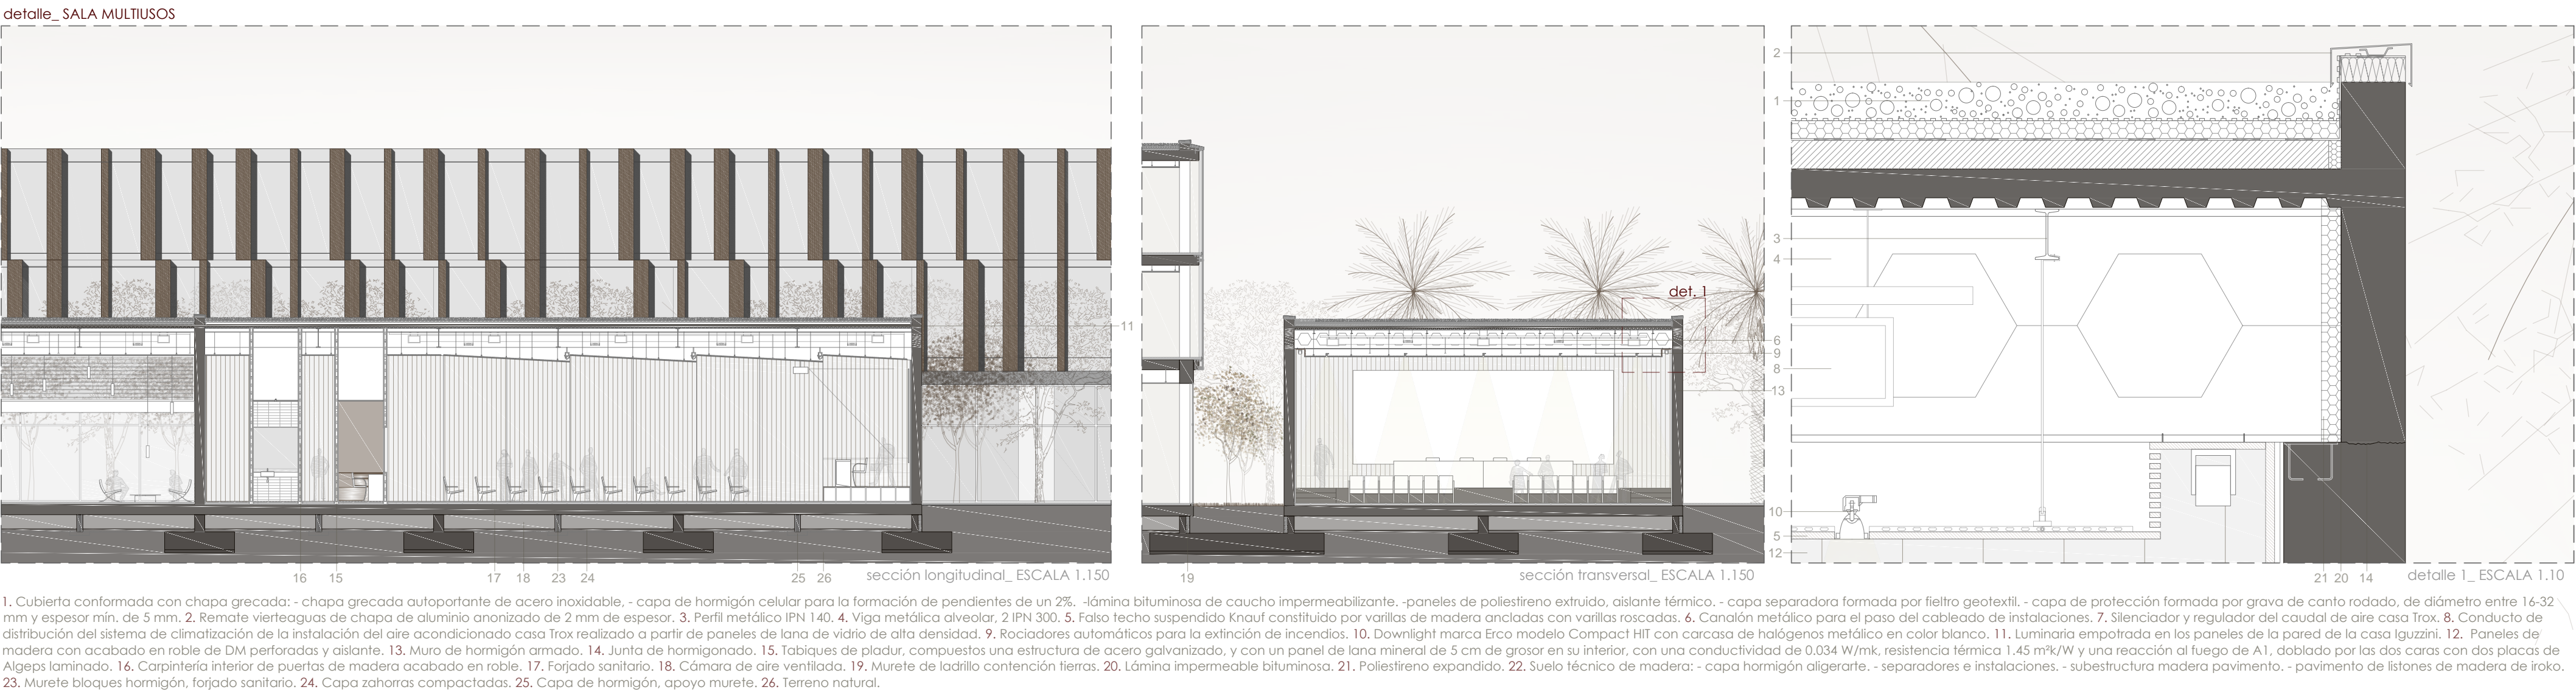 detalle_ SALA MULTIUSOS
11
16 15 17 18 23 24 25 26
sección longitudinal_ ESCALA 1.150
det. 1
6
9
8
13
19
sección transversal_ ESCALA 1.150
2
1
3
4
10
5
12
21 20 14
detalle 1_ ESCALA 1.10
1. Cubierta conformada con chapa grecada: - chapa grecada autoportante de acero inoxidable, - capa de hormigón celular para la formación de pendientes de un 2%. -lámina bituminosa de caucho impermeabilizante. -paneles de poliestireno extruido, aislante térmico. - capa separadora formada por fieltro geotextil. - capa de protección formada por grava de canto rodado, de diámetro entre 16-32
mm y espesor mín. de 5 mm. 2. Remate vierteaguas de chapa de aluminio anonizado de 2 mm de espesor. 3. Perfil metálico IPN 140. 4. Viga metálica alveolar, 2 IPN 300. 5. Falso techo suspendido Knauf constituido por varillas de madera ancladas con varillas roscadas. 6. Canalón metálico para el paso del cableado de instalaciones. 7. Silenciador y regulador del caudal de aire casa Trox. 8. Conducto de
distribución del sistema de climatización de la instalación del aire acondicionado casa Trox realizado a partir de paneles de lana de vidrio de alta densidad. 9. Rociadores automáticos para la extinción de incendios. 10. Downlight marca Erco modelo Compact HIT con carcasa de halógenos metálico en color blanco. 11. Luminaria empotrada en los paneles de la pared de la casa Iguzzini. 12. Paneles de
madera con acabado en roble de DM perforadas y aislante. 13. Muro de hormigón armado. 14. Junta de hormigonado. 15. Tabiques de pladur, compuestos una estructura de acero galvanizado, y con un panel de lana mineral de 5 cm de grosor en su interior, con una conductividad de 0.034 W/mk, resistencia térmica 1.45 m²k/W y una reacción al fuego de A1, doblado por las dos caras con dos placas de
Algeps laminado. 16. Carpintería interior de puertas de madera acabado en roble. 17. Forjado sanitario. 18. Cámara de aire ventilada. 19. Murete de ladrillo contención tierras. 20. Lámina impermeable bituminosa. 21. Poliestireno expandido. 22. Suelo técnico de madera: - capa hormigón aligerarte. - separadores e instalaciones. - subestructura madera pavimento. - pavimento de listones de madera de iroko.
23. Murete bloques hormigón, forjado sanitario. 24. Capa zahorras compactadas. 25. Capa de hormigón, apoyo murete. 26. Terreno natural.